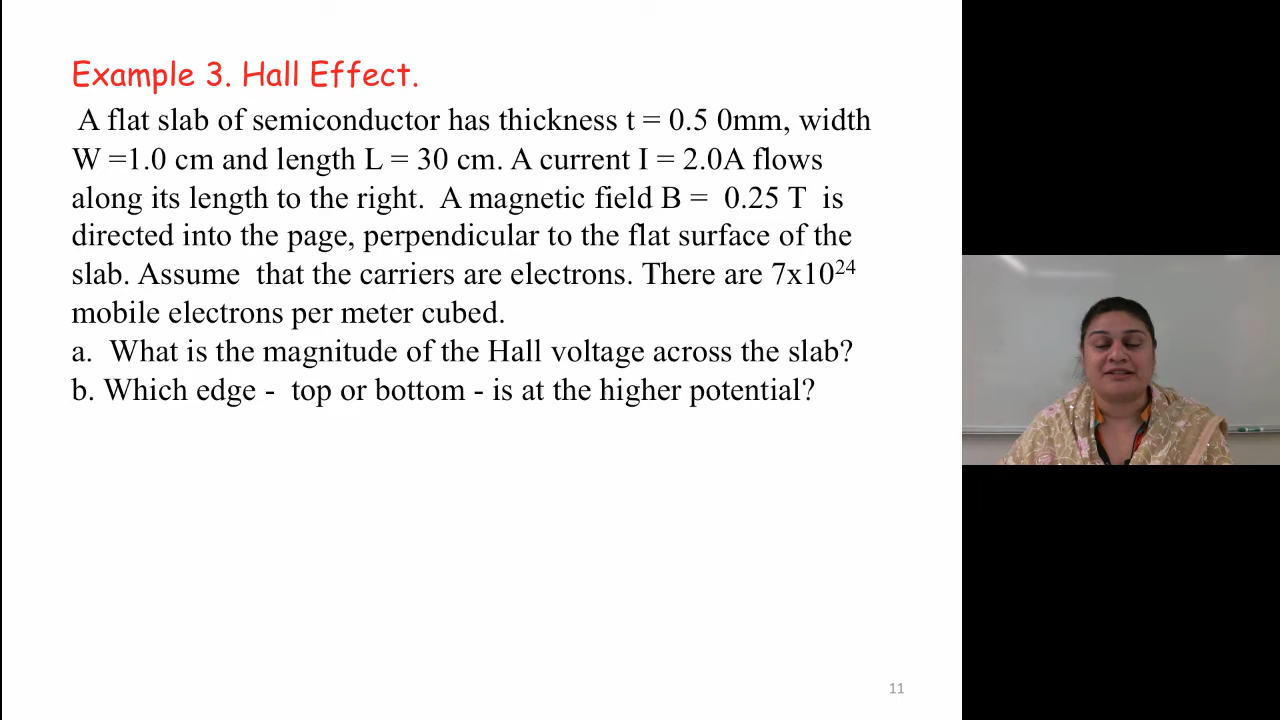 Example 3. Hall Effect.
A flat slab of semiconductor has thickness t = 0.5 0mm, width
W =1.0 cm and length L = 30 cm. A current I = 2.0A flows
along its length to the right. A magnetic field B = 0.25 T is
directed into the page, perpendicular to the flat surface of the
slab. Assume that the carriers are electrons. There are 7x10²⁴
mobile electrons per meter cubed.
a. What is the magnitude of the Hall voltage across the slab?
b. Which edge - top or bottom - is at the higher potential?
11